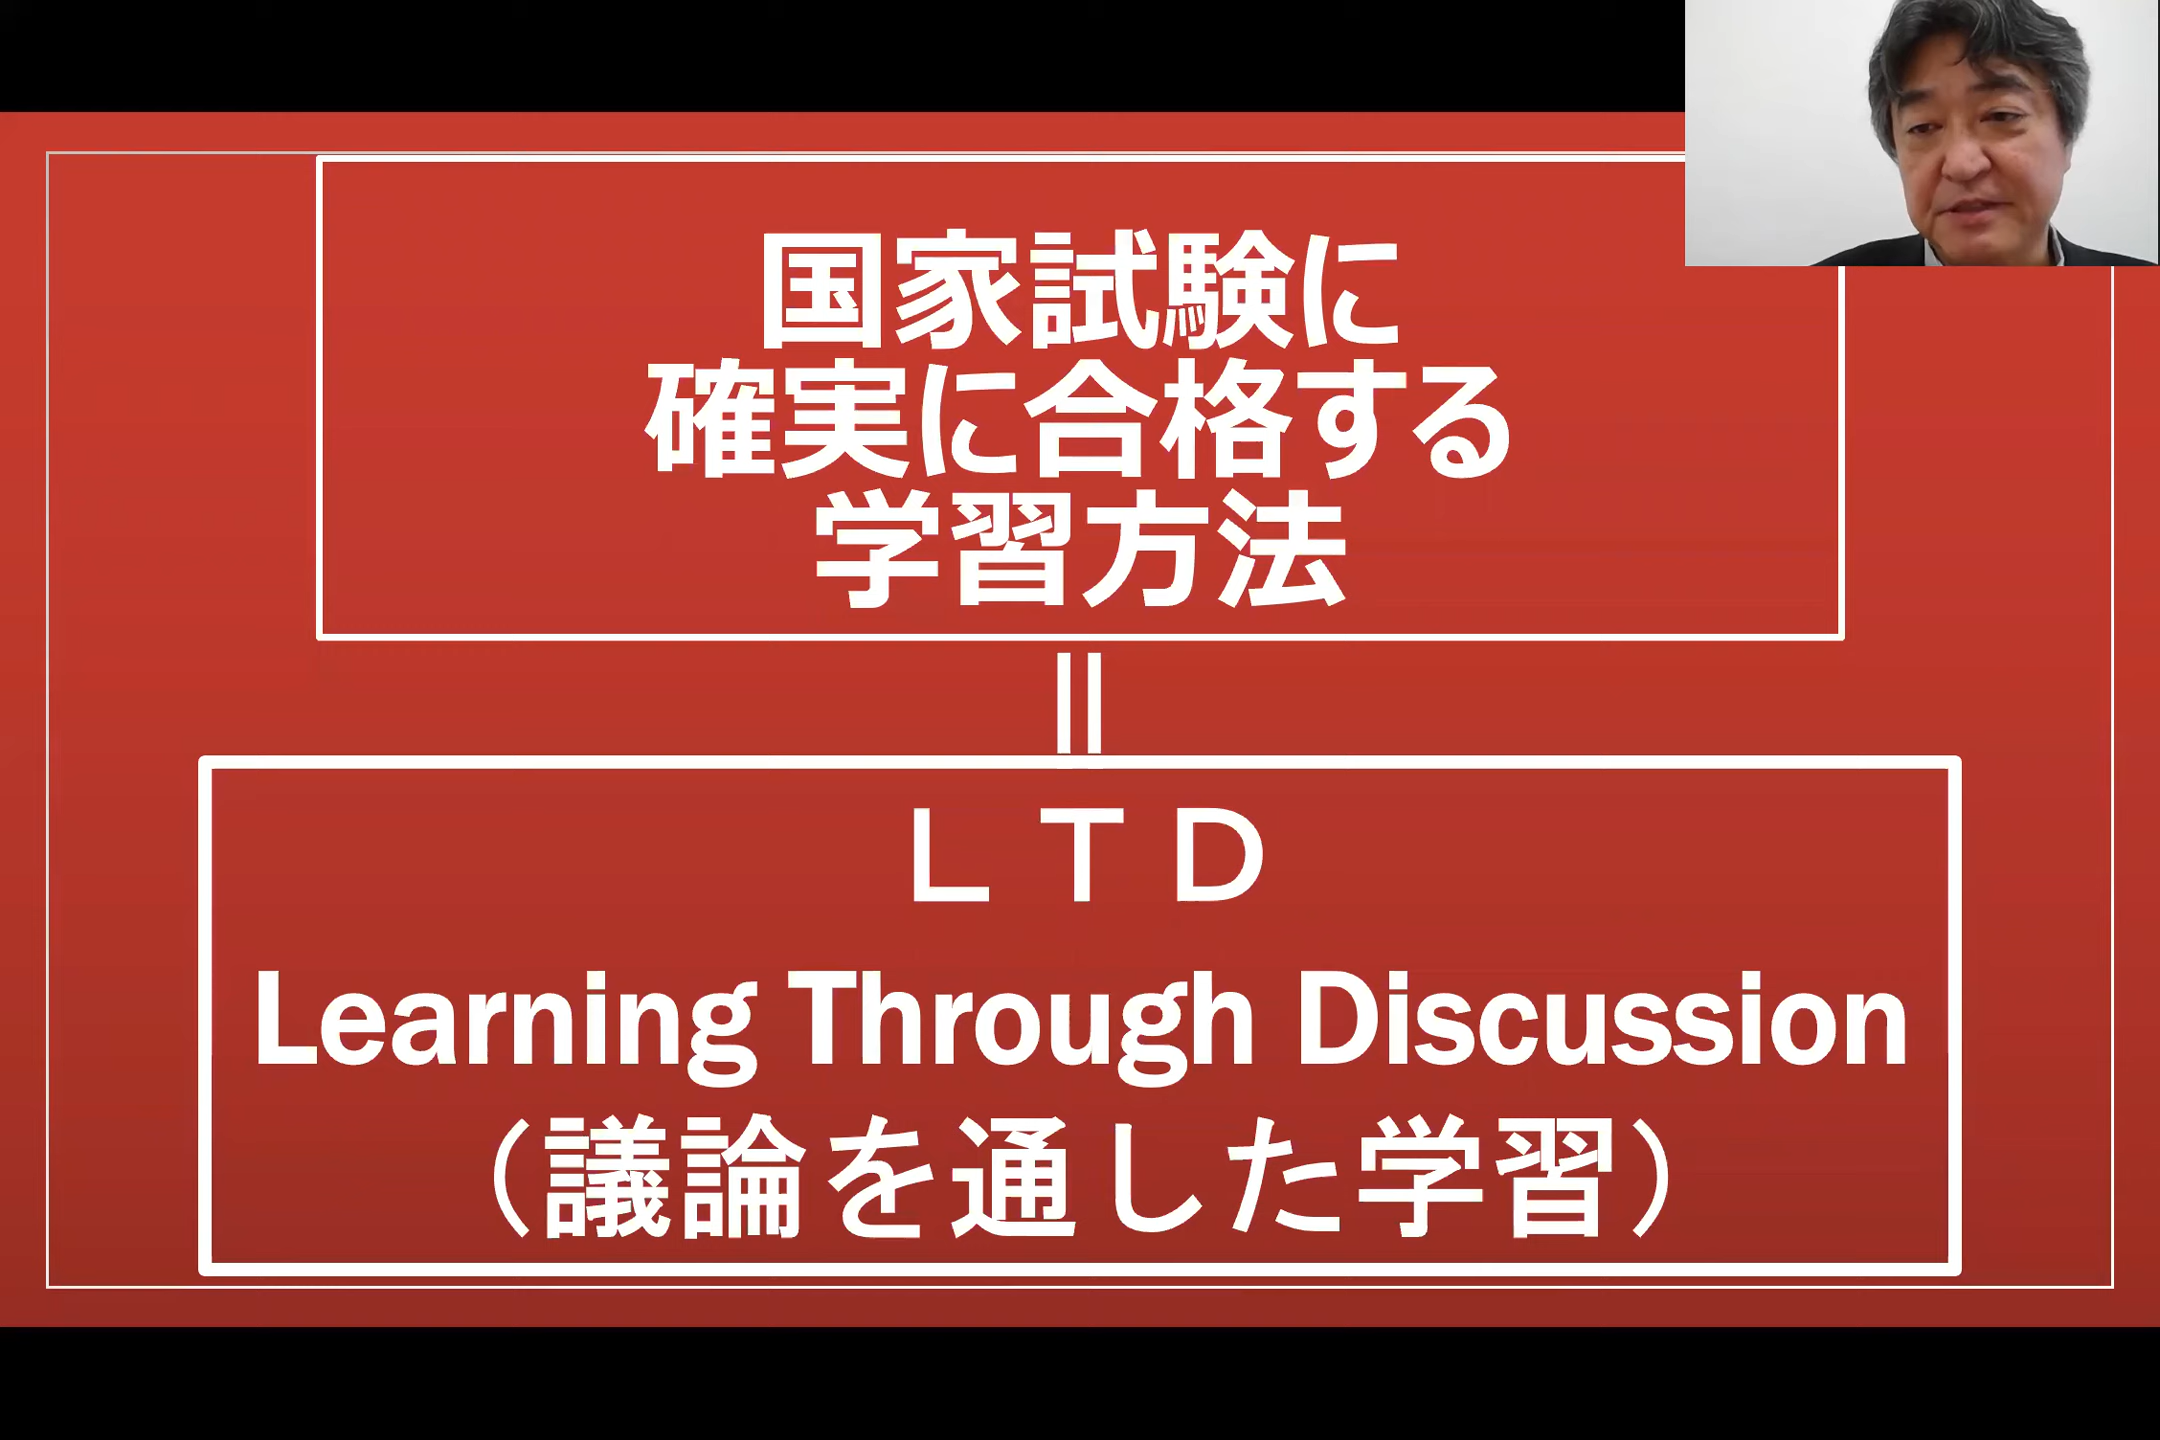 国家試験に
確実に合格する
学習方法
=
ＬＴＤ
Learning Through Discussion
（議論を通した学習）